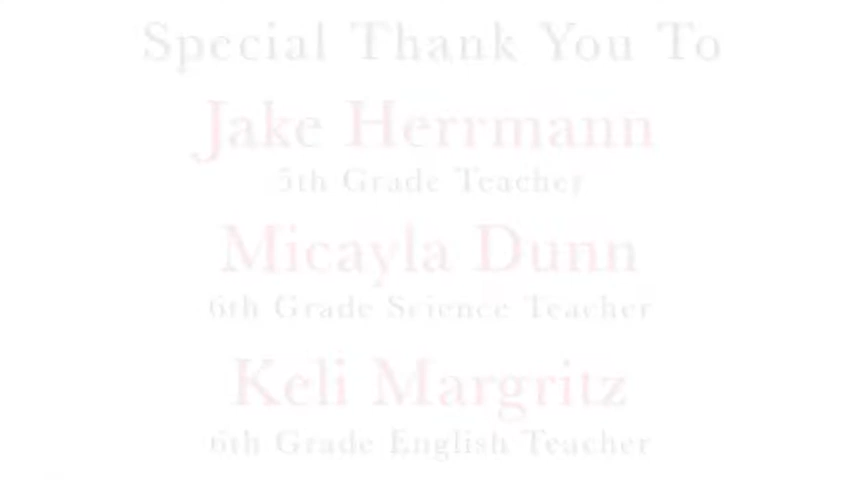 Special Thank You To
Jake Herrmann
5th Grade Teacher
Micayla Dunn
6th Grade Science Teacher
Keli Margritz
6th Grade English Teacher